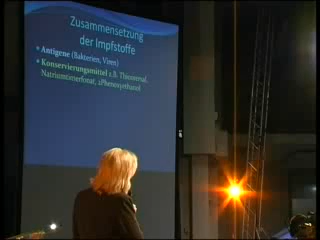 Zusammensetzung
der Impfstoffe
Antigene (Bakterien, Viren)
Konservierungsmittel z.B. Thiomersal,
Natriumtimerfonat, 2Phenoxyethanol